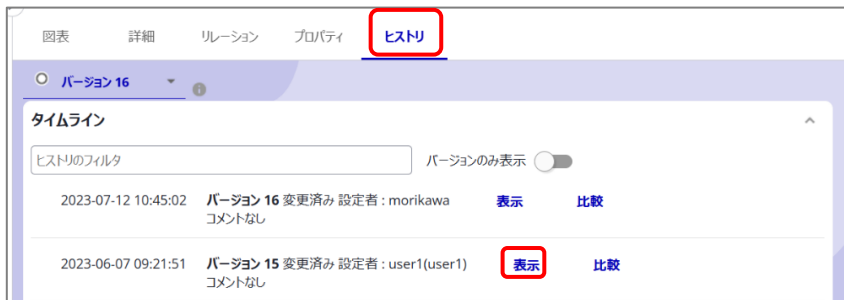 図表 詳細 リレーション プロパティ ヒストリ
バージョン 16
タイムライン
ヒストリのフィルタ バージョンのみ表示
2023-07-12 10:45:02 バージョン 16 変更済み 設定者 : morikawa 表示 比較
コメントなし
2023-06-07 09:21:51 バージョン 15 変更済み 設定者 : user1(user1) 表示 比較
コメントなし